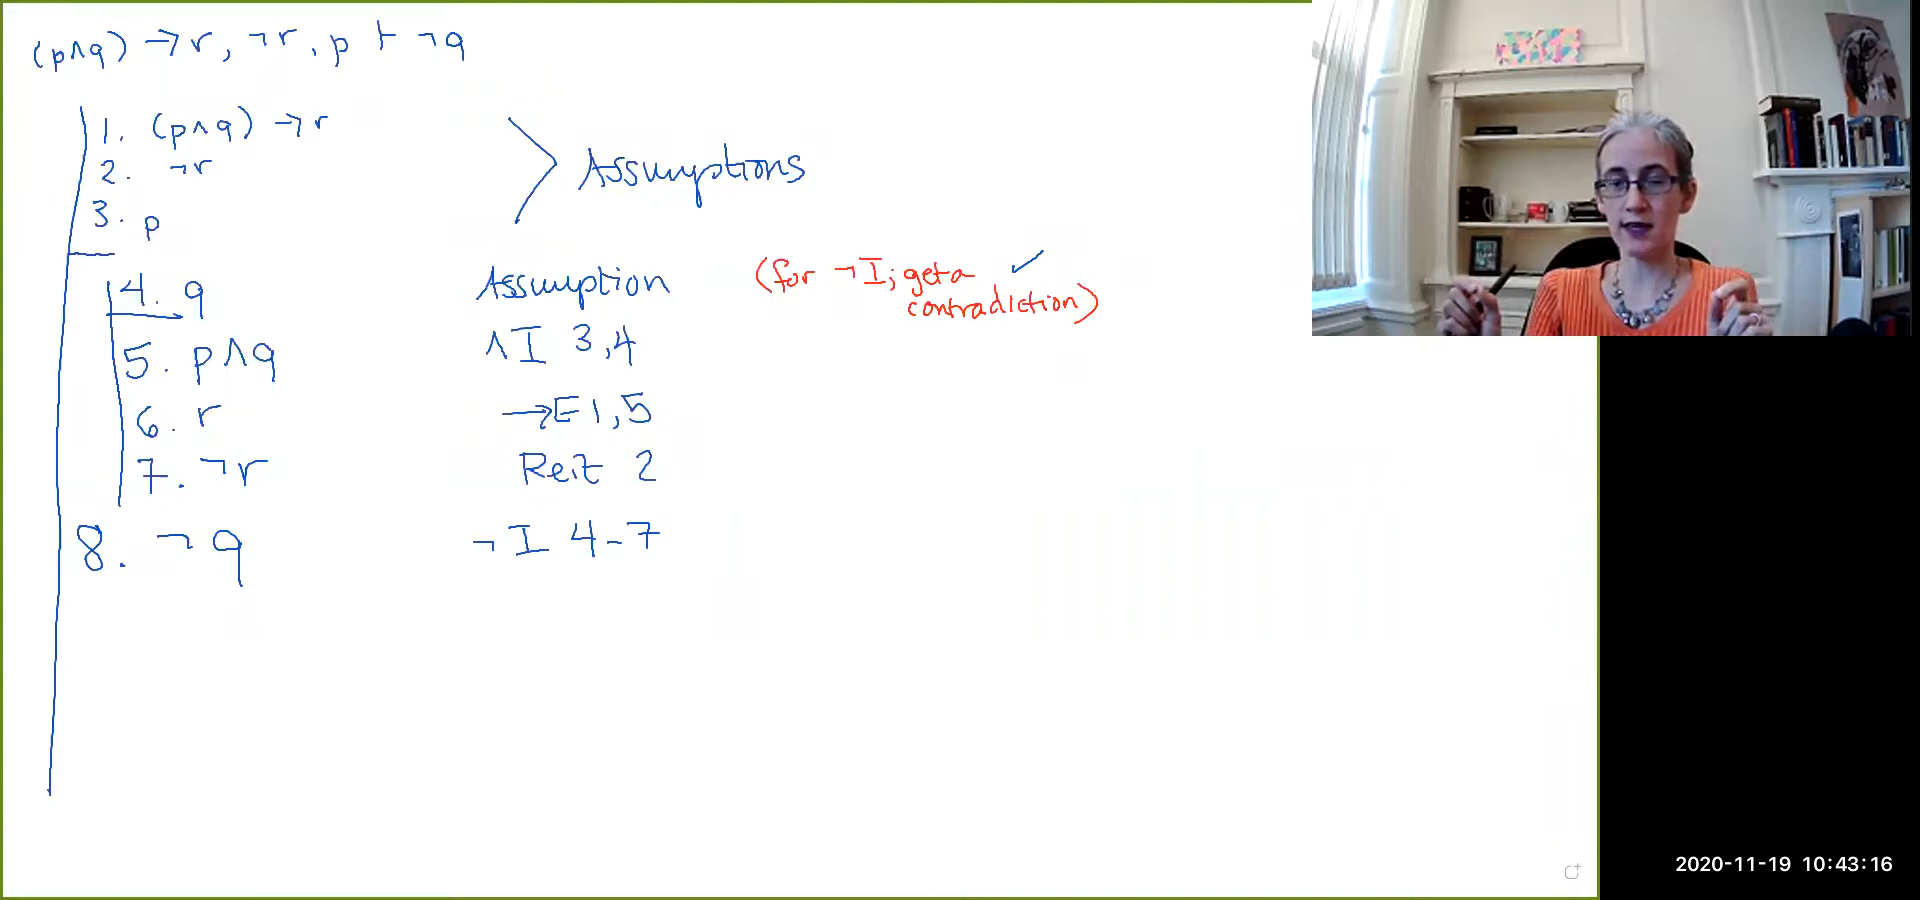 (p∧q) → r, ¬r, p ⊢ ¬q
1. (p∧q) → r
2. ¬r
3. p
Assumptions
4. q Assumption (for ¬I; get a contradiction) ✓
5. p∧q ∧I 3,4
6. r →E 1,5
7. ¬r Reit 2
8. ¬q ¬I 4-7
2020-11-19 10:43:16